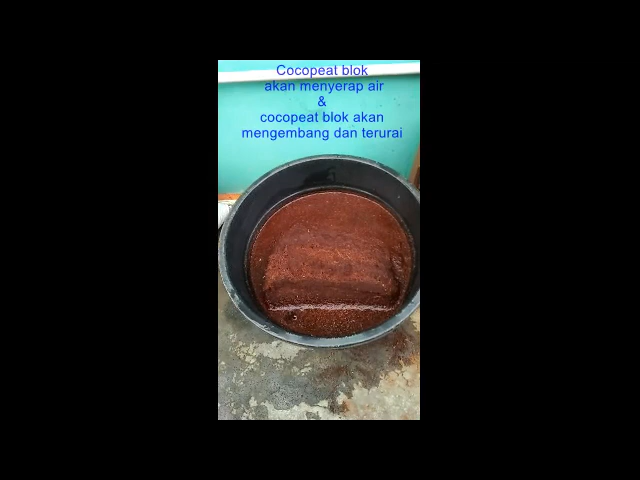 Cocopeat blok
akan menyerap air
&
cocopeat blok akan
mengembang dan terurai